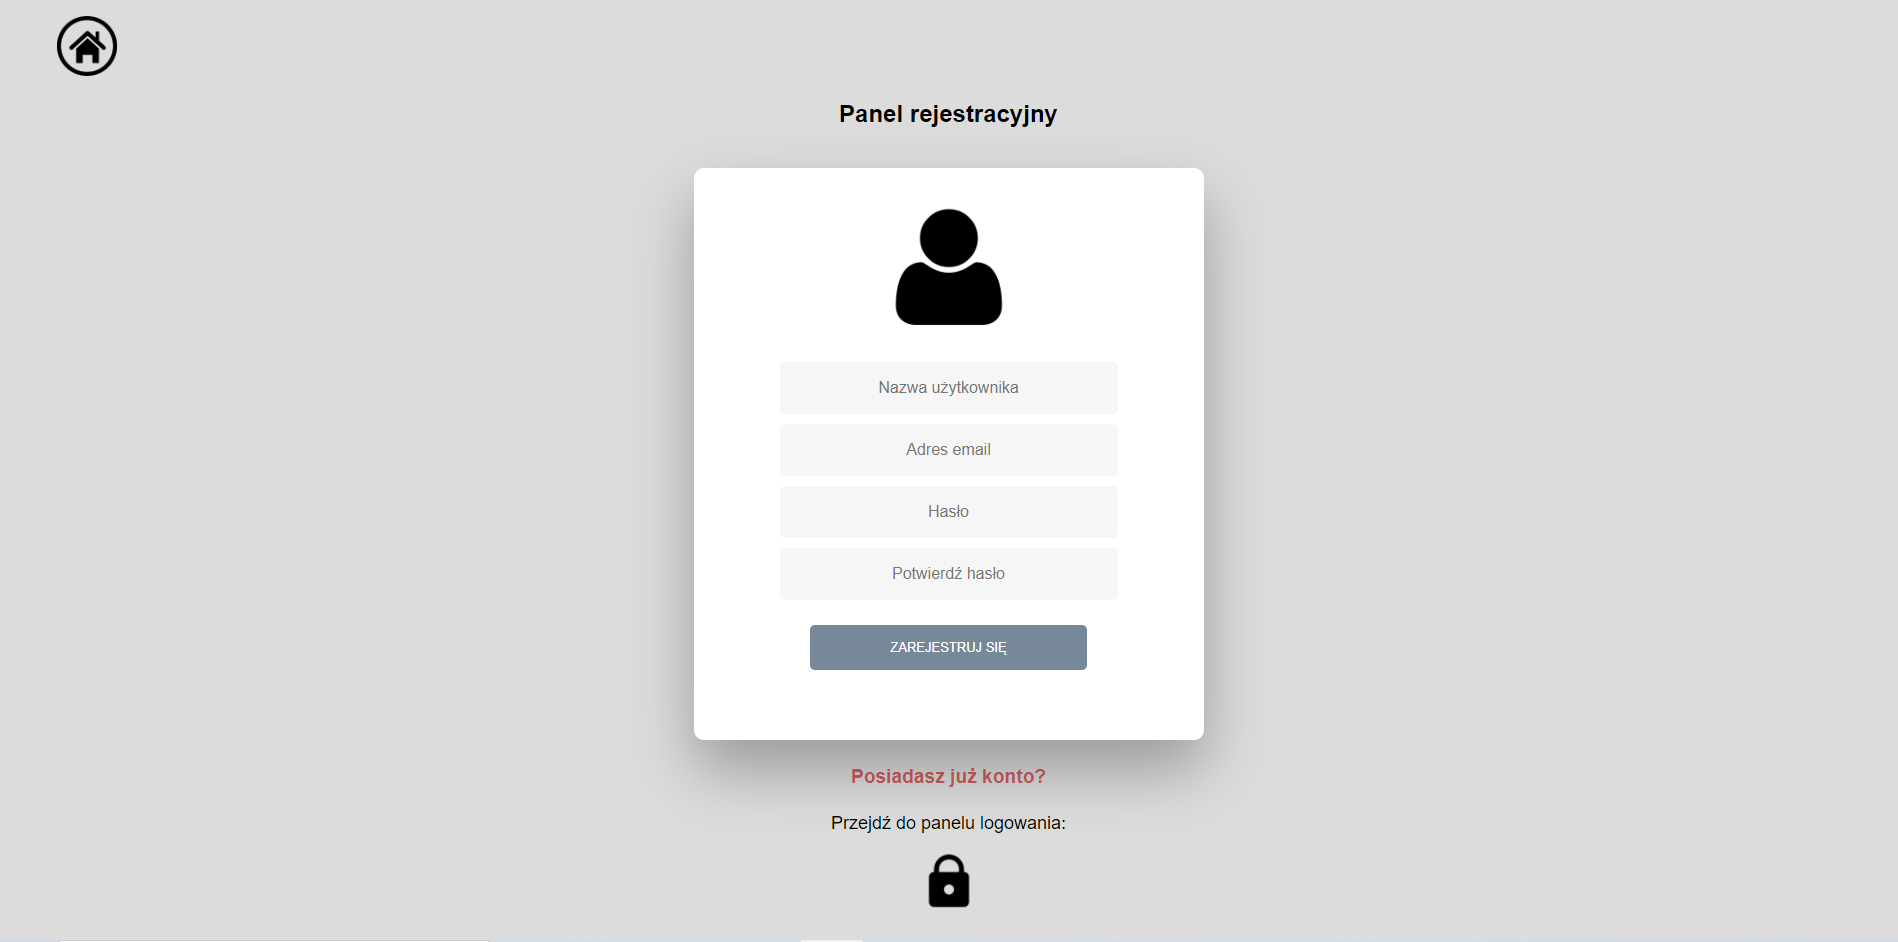 Panel rejestracyjny
Nazwa użytkownika
Adres email
Hasło
Potwierdź hasło
ZAREJESTRUJ SIĘ
Posiadasz już konto?
Przejdź do panelu logowania: